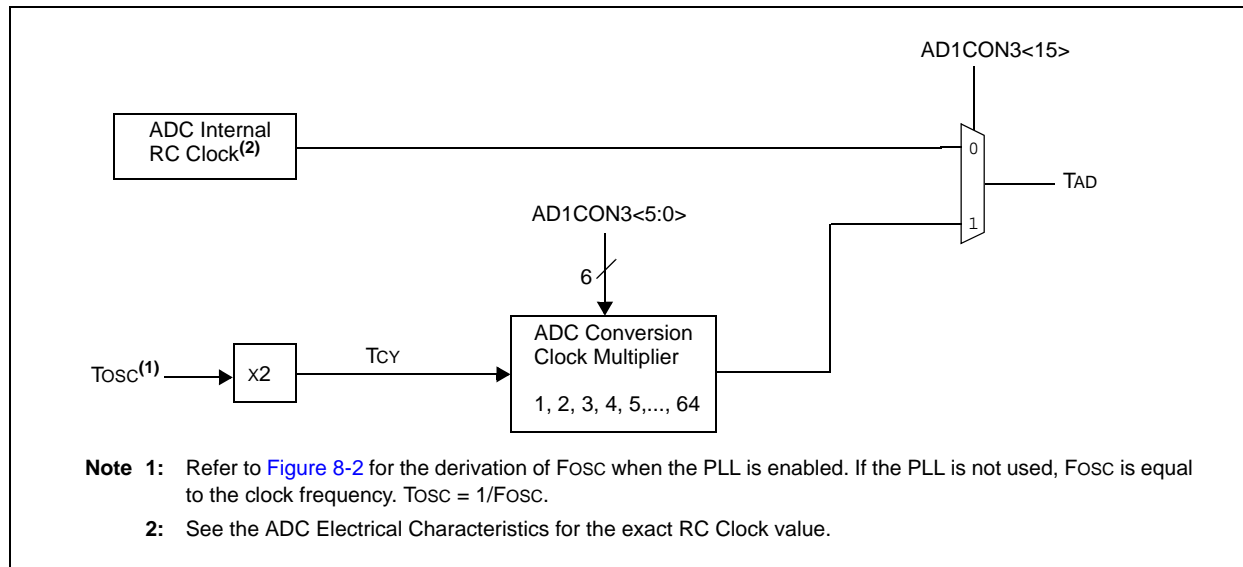 AD1CON3<15>
ADC Internal
RC Clock(2)
0
TAD
AD1CON3<5:0>
1
6
ADC Conversion
Clock Multiplier
TOSC(1)
X2
TCY
1, 2, 3, 4, 5,..., 64
Note 1: Refer to Figure 8-2 for the derivation of FOSC when the PLL is enabled. If the PLL is not used, FOSC is equal
to the clock frequency. TOSC = 1/FOSC.
2: See the ADC Electrical Characteristics for the exact RC Clock value.